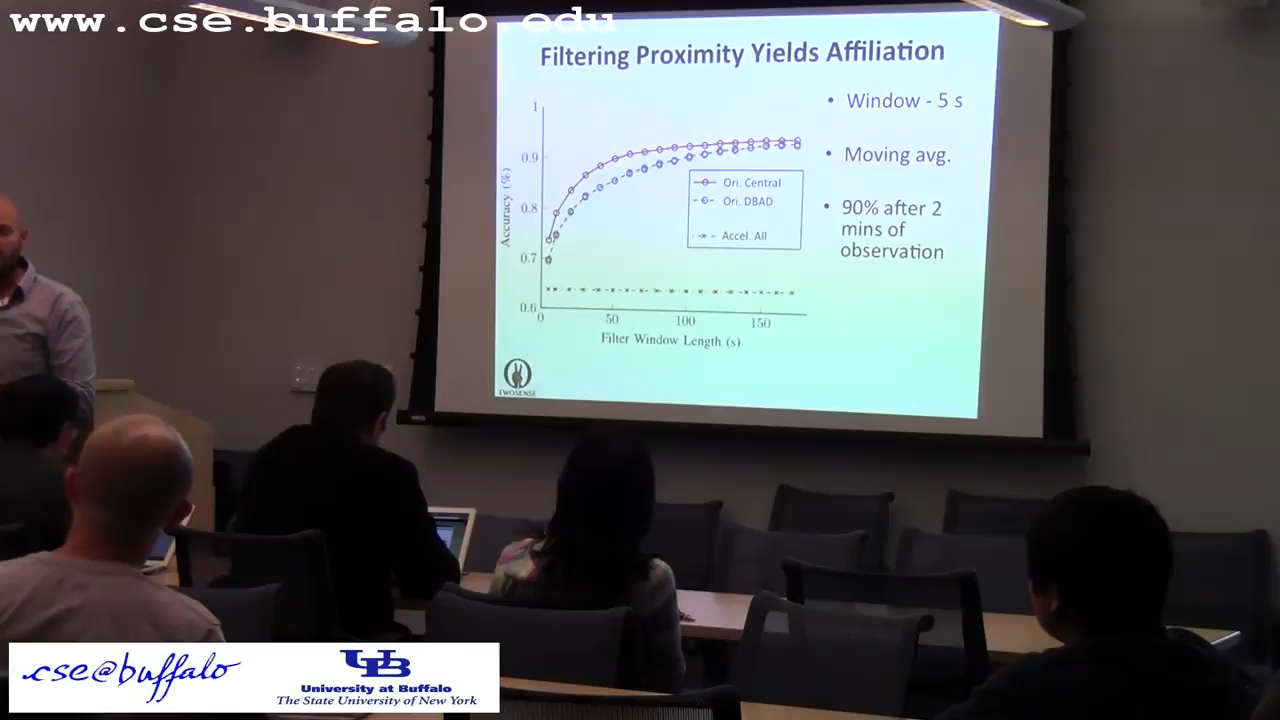 www.cse.buffalo.edu
Filtering Proximity Yields Affiliation
• Window - 5 s
• Moving avg.
• 90% after 2
mins of
observation
1
0.9
0.8
0.7
0.6
Accuracy (%)
Ori. Central
Ori. DBAD
Accel. All
0
50
100
150
Filter Window Length (s)
TWOSENSE
cse@buffalo
UB
University at Buffalo
The State University of New York